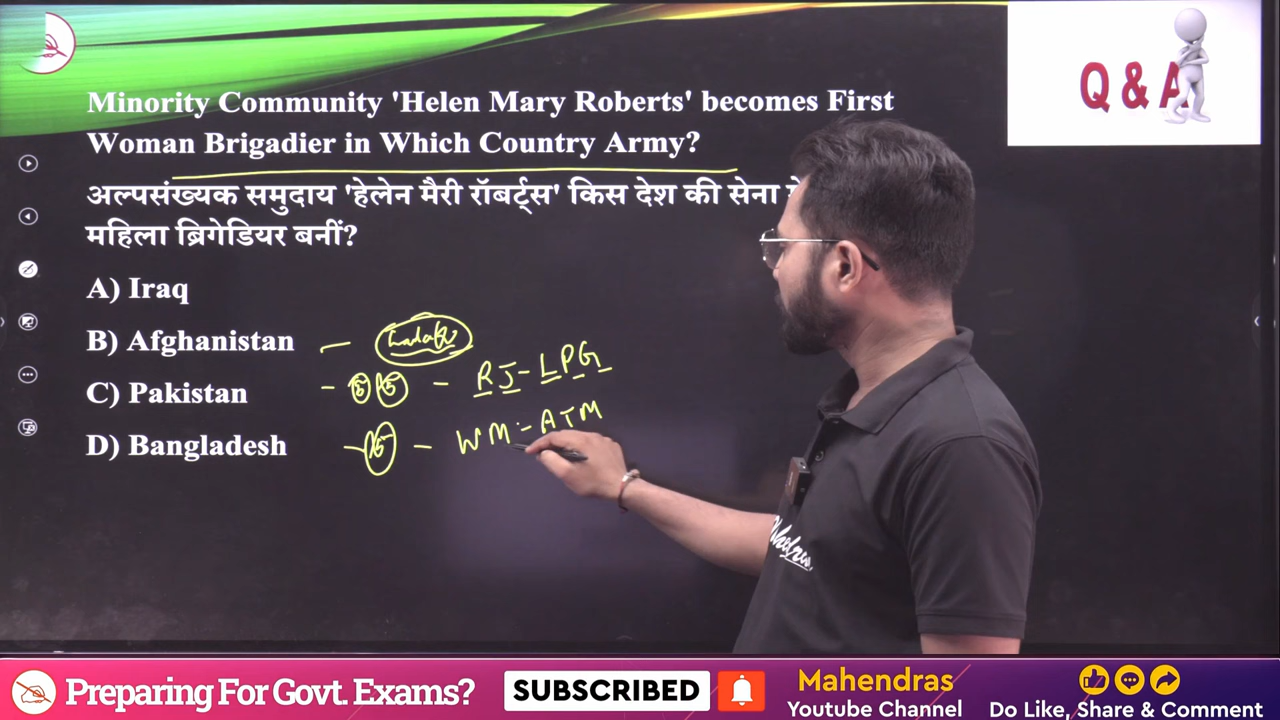 Q & A
Minority Community 'Helen Mary Roberts' becomes First
Woman Brigadier in Which Country Army?
अल्पसंख्यक समुदाय 'हेलेन मैरी रॉबर्ट्स' किस देश की सेना
महिला ब्रिगेडियर बनीं?
A) Iraq
B) Afghanistan
C) Pakistan - RJ-LPG
D) Bangladesh - WM:-ATM
Preparing For Govt. Exams?
SUBSCRIBED
Mahendras
Youtube Channel
Do Like, Share & Comment